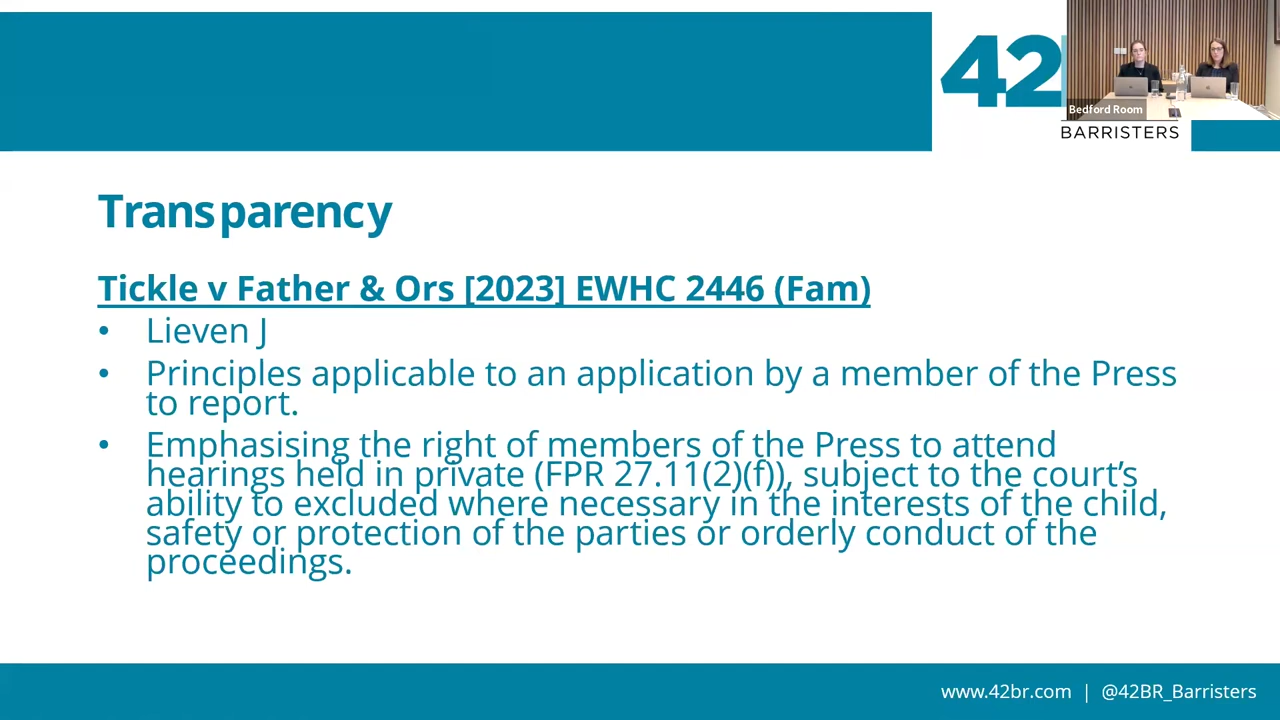 42
Bedford Room
BARRISTERS
Transparency
Tickle v Father & Ors [2023] EWHC 2446 (Fam)
• Lieven J
• Principles applicable to an application by a member of the Press
to report.
• Emphasising the right of members of the Press to attend
hearings held in private (FPR 27.11(2)(f)), subject to the court’s
ability to excluded where necessary in the interests of the child,
safety or protection of the parties or orderly conduct of the
proceedings.
www.42br.com | @42BR_Barristers